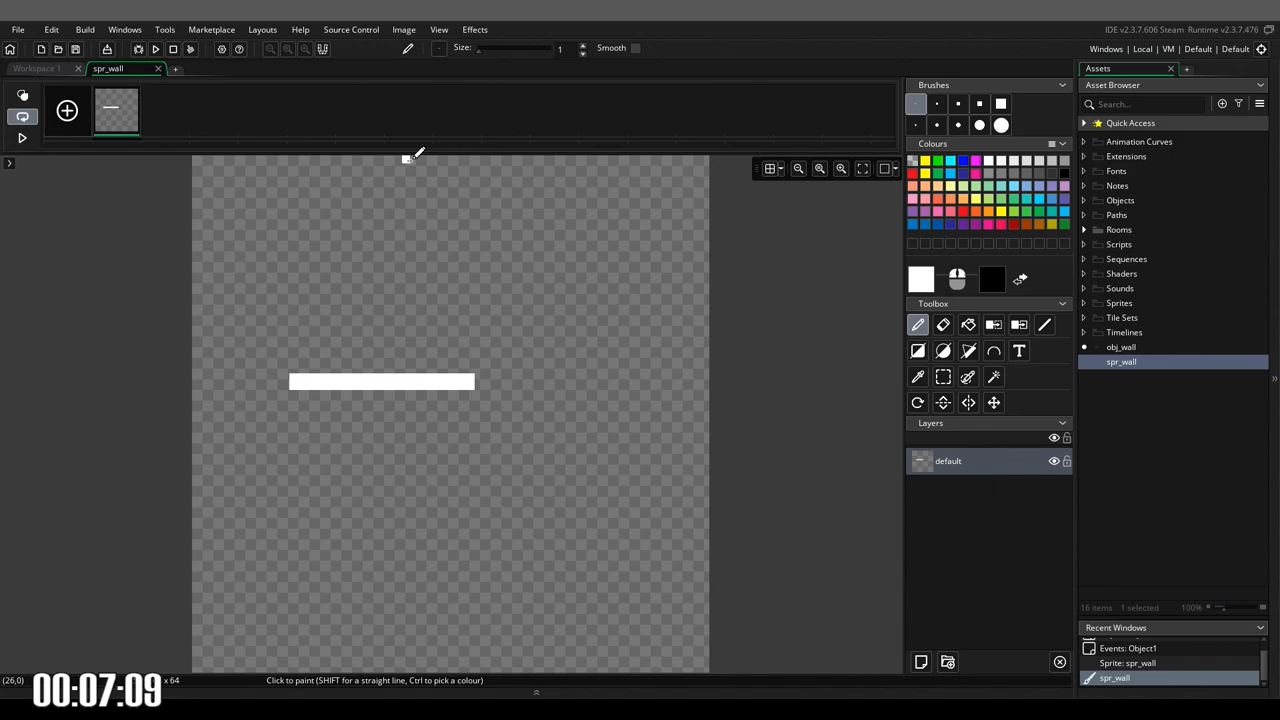 IDE v2.3.7.606 Steam Runtime v2.3.7.476
File Edit Build Windows Tools Marketplace Layouts Help Source Control Image View Effects
Size: 1 Smooth
Windows | Local | VM | Default | Default
Workspace 1
spr_wall
Brushes
Colours
Toolbox
Layers
default
Assets
Asset Browser
Search...
Quick Access
Animation Curves
Extensions
Fonts
Notes
Objects
Paths
Rooms
Scripts
Sequences
Shaders
Sounds
Sprites
Tile Sets
Timelines
obj_wall
spr_wall
16 items 1 selected 100%
Recent Windows
Events: Object1
Sprite: spr_wall
spr_wall
(26,0) x 64 Click to paint (SHIFT for a straight line, Ctrl to pick a colour)
00:07:09